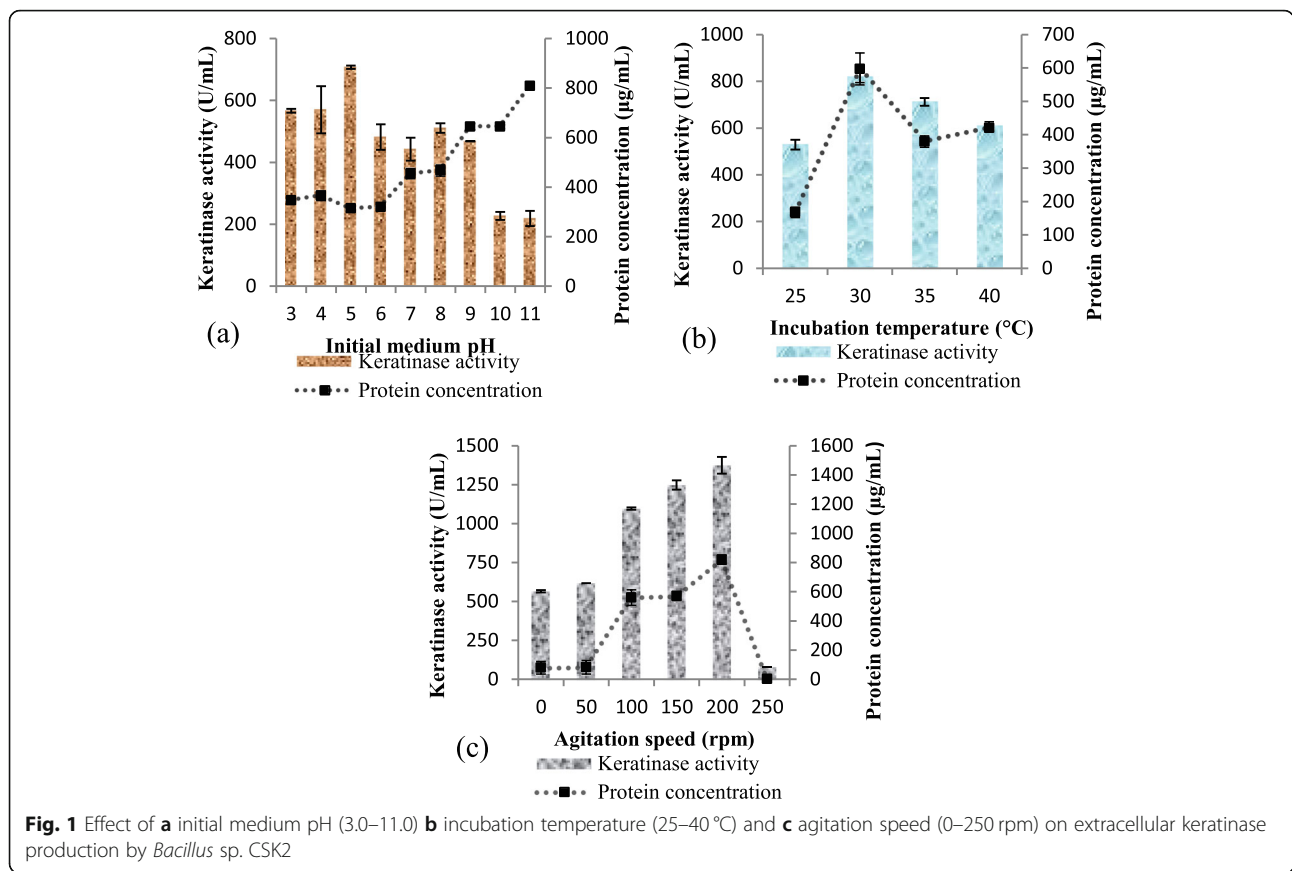 Keratinase activity (U/mL)
800
600
400
200
0
1000
800
600
400
200
0
Protein concentration (µg/mL)
3 4 5 6 7 8 9 10 11
(a)
Initial medium pH
Keratinase activity
Protein concentration
Keratinase activity (U/mL)
1000
800
600
400
200
0
700
600
500
400
300
200
100
0
Protein concentration (µg/mL)
25 30 35 40
(b)
Incubation temperature (°C)
Keratinase activity
Protein concentration
Keratinase activity (U/mL)
1500
1250
1000
750
500
250
0
1600
1400
1200
1000
800
600
400
200
0
Protein concentration (µg/mL)
0 50 100 150 200 250
(c)
Agitation speed (rpm)
Keratinase activity
Protein concentration
Fig. 1 Effect of a initial medium pH (3.0–11.0) b incubation temperature (25–40 °C) and c agitation speed (0–250 rpm) on extracellular keratinase
production by Bacillus sp. CSK2